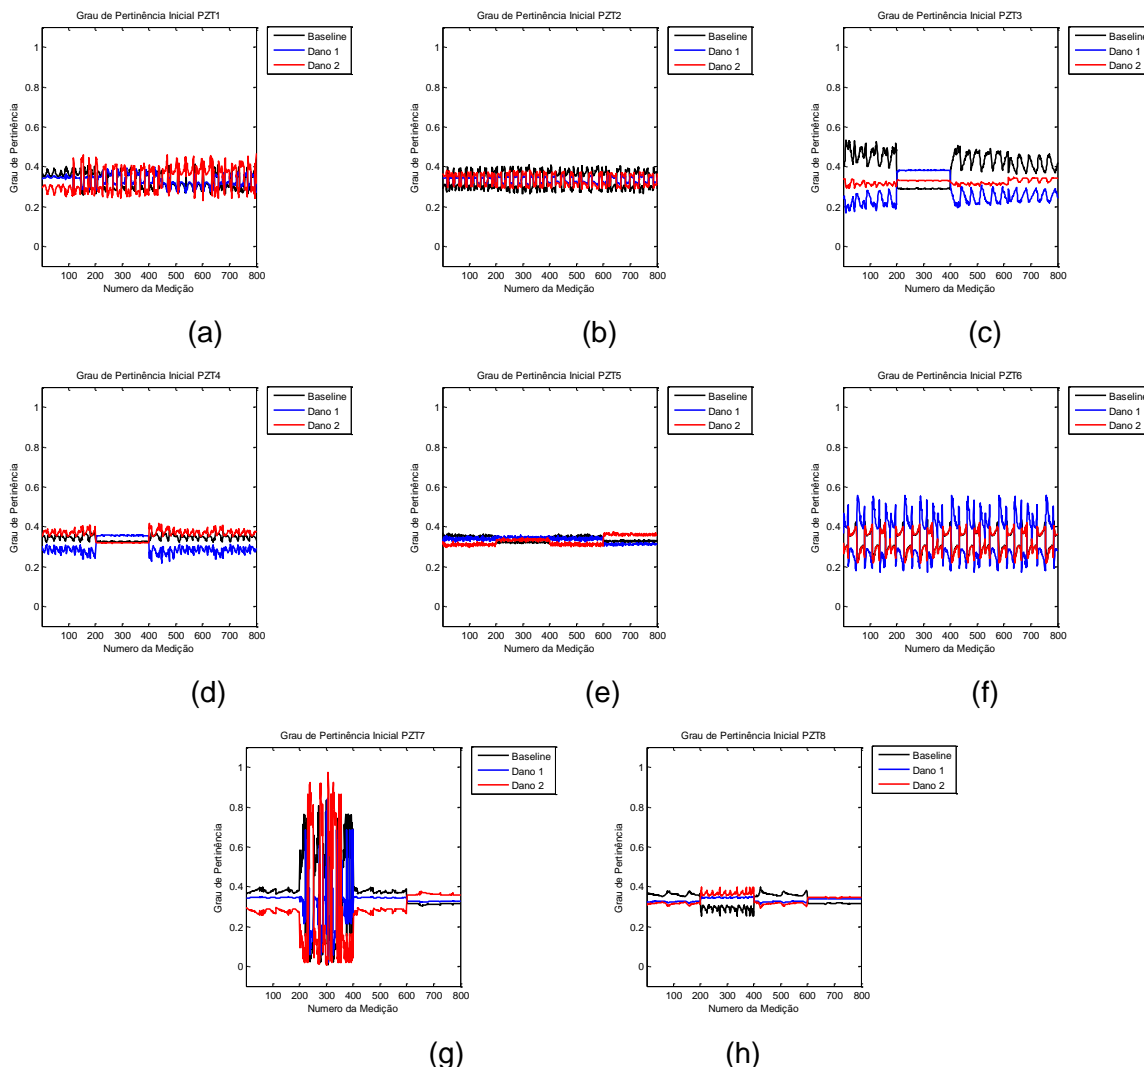 Grau de Pertinência Inicial PZT1
Grau de Pertinência
1
0.8
0.6
0.4
0.2
0
100 200 300 400 500 600 700 800
Numero da Medição
Baseline
Dano 1
Dano 2
(a)
Grau de Pertinência Inicial PZT2
Grau de Pertinência
1
0.8
0.6
0.4
0.2
0
100 200 300 400 500 600 700 800
Numero da Medição
Baseline
Dano 1
Dano 2
(b)
Grau de Pertinência Inicial PZT3
Grau de Pertinência
1
0.8
0.6
0.4
0.2
0
100 200 300 400 500 600 700 800
Numero da Medição
Baseline
Dano 1
Dano 2
(c)
Grau de Pertinência Inicial PZT4
Grau de Pertinência
1
0.8
0.6
0.4
0.2
0
100 200 300 400 500 600 700 800
Numero da Medição
Baseline
Dano 1
Dano 2
(d)
Grau de Pertinência Inicial PZT5
Grau de Pertinência
1
0.8
0.6
0.4
0.2
0
100 200 300 400 500 600 700 800
Numero da Medição
Baseline
Dano 1
Dano 2
(e)
Grau de Pertinência Inicial PZT6
Grau de Pertinência
1
0.8
0.6
0.4
0.2
0
100 200 300 400 500 600 700 800
Numero da Medição
Baseline
Dano 1
Dano 2
(f)
Grau de Pertinência Inicial PZT7
Grau de Pertinência
1
0.8
0.6
0.4
0.2
0
100 200 300 400 500 600 700 800
Numero da Medição
Baseline
Dano 1
Dano 2
(g)
Grau de Pertinência Inicial PZT8
Grau de Pertinência
1
0.8
0.6
0.4
0.2
0
100 200 300 400 500 600 700 800
Numero da Medição
Baseline
Dano 1
Dano 2
(h)